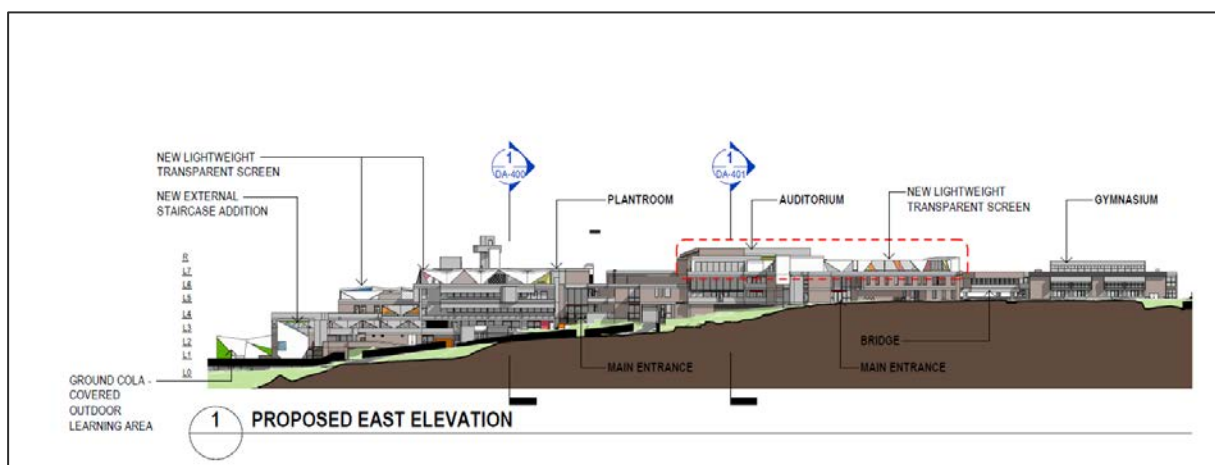 1
DA-400
1
DA-401
NEW LIGHTWEIGHT
TRANSPARENT SCREEN
NEW EXTERNAL
STAIRCASE ADDITION
PLANTROOM
AUDITORIUM
NEW LIGHTWEIGHT
TRANSPARENT SCREEN
GYMNASIUM
R
L7
L6
L5
L4
L3
L2
L1
L0
BRIDGE
MAIN ENTRANCE
MAIN ENTRANCE
GROUND COLA -
COVERED
OUTDOOR
LEARNING AREA
1
PROPOSED EAST ELEVATION